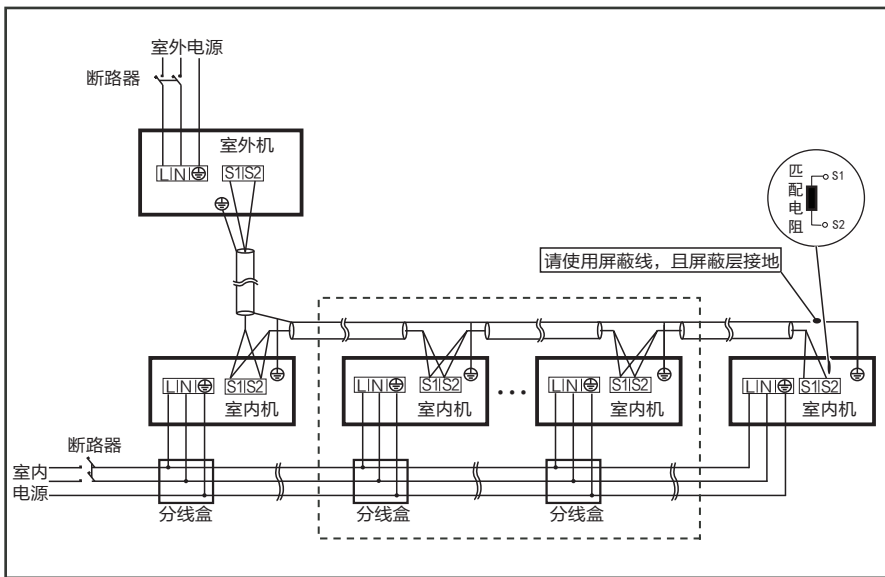 室外电源
断路器
室外机
L N
S1 S2
匹配电阻
S1
S2
请使用屏蔽线，且屏蔽层接地
L N
S1 S2
室内机
L N
S1 S2
室内机
...
L N
S1 S2
室内机
L N
S1 S2
室内机
断路器
室内
电源
分线盒
分线盒
分线盒